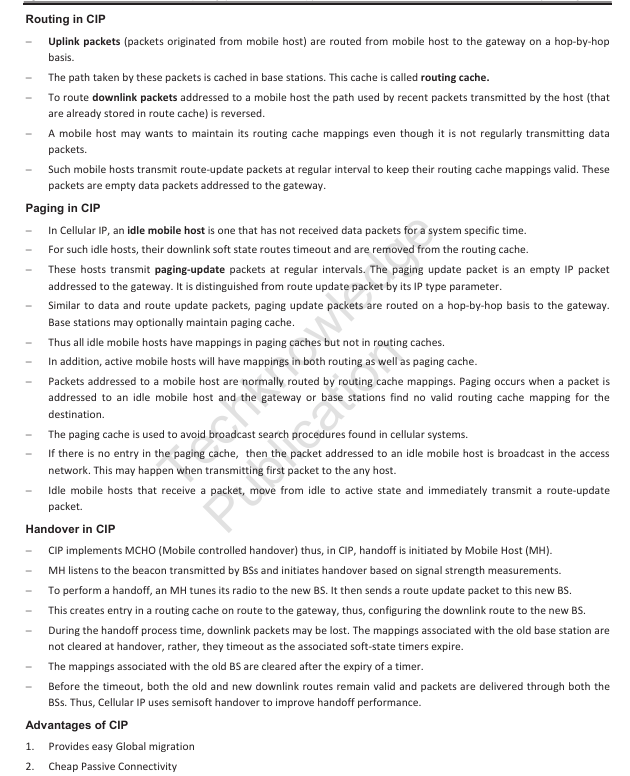 Routing in CIP
– Uplink packets (packets originated from mobile host) are routed from mobile host to the gateway on a hop-by-hop
basis.
– The path taken by these packets is cached in base stations. This cache is called routing cache.
– To route downlink packets addressed to a mobile host the path used by recent packets transmitted by the host (that
are already stored in route cache) is reversed.
– A mobile host may wants to maintain its routing cache mappings even though it is not regularly transmitting data
packets.
– Such mobile hosts transmit route-update packets at regular interval to keep their routing cache mappings valid. These
packets are empty data packets addressed to the gateway.
Paging in CIP
– In Cellular IP, an idle mobile host is one that has not received data packets for a system specific time.
– For such idle hosts, their downlink soft state routes timeout and are removed from the routing cache.
– These hosts transmit paging-update packets at regular intervals. The paging update packet is an empty IP packet
addressed to the gateway. It is distinguished from route update packet by its IP type parameter.
– Similar to data and route update packets, paging update packets are routed on a hop-by-hop basis to the gateway.
Base stations may optionally maintain paging cache.
– Thus all idle mobile hosts have mappings in paging caches but not in routing caches.
– In addition, active mobile hosts will have mappings in both routing as well as paging cache.
– Packets addressed to a mobile host are normally routed by routing cache mappings. Paging occurs when a packet is
addressed to an idle mobile host and the gateway or base stations find no valid routing cache mapping for the
destination.
– The paging cache is used to avoid broadcast search procedures found in cellular systems.
– If there is no entry in the paging cache, then the packet addressed to an idle mobile host is broadcast in the access
network. This may happen when transmitting first packet to the any host.
– Idle mobile hosts that receive a packet, move from idle to active state and immediately transmit a route-update
packet.
Handover in CIP
– CIP implements MCHO (Mobile controlled handover) thus, in CIP, handoff is initiated by Mobile Host (MH).
– MH listens to the beacon transmitted by BSs and initiates handover based on signal strength measurements.
– To perform a handoff, an MH tunes its radio to the new BS. It then sends a route update packet to this new BS.
– This creates entry in a routing cache on route to the gateway, thus, configuring the downlink route to the new BS.
– During the handoff process time, downlink packets may be lost. The mappings associated with the old base station are
not cleared at handover, rather, they timeout as the associated soft-state timers expire.
– The mappings associated with the old BS are cleared after the expiry of a timer.
– Before the timeout, both the old and new downlink routes remain valid and packets are delivered through both the
BSs. Thus, Cellular IP uses semisoft handover to improve handoff performance.
Advantages of CIP
1. Provides easy Global migration
2. Cheap Passive Connectivity
Techknowledge
Publication